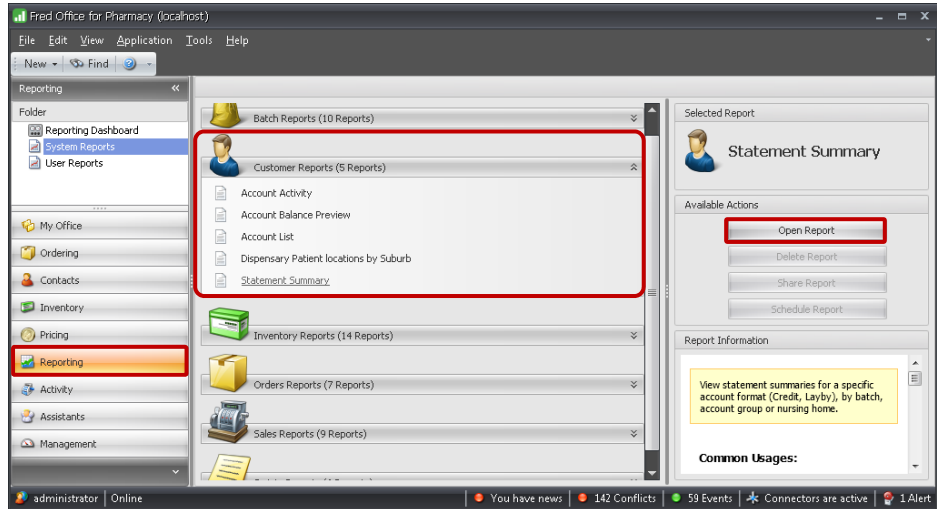 Fred Office for Pharmacy (localhost)
File Edit View Application Tools Help
New Find
Reporting
Folder
Reporting Dashboard
System Reports
User Reports
My Office
Ordering
Contacts
Inventory
Pricing
Reporting
Activity
Assistants
Management
Batch Reports (10 Reports)
Customer Reports (5 Reports)
Account Activity
Account Balance Preview
Account List
Dispensary Patient locations by Suburb
Statement Summary
Inventory Reports (14 Reports)
Orders Reports (7 Reports)
Sales Reports (9 Reports)
Selected Report
Statement Summary
Available Actions
Open Report
Delete Report
Share Report
Schedule Report
Report Information
View statement summaries for a specific
account format (Credit, Layby), by batch,
account group or nursing home.
Common Usages:
administrator Online You have news 142 Conflicts 59 Events Connectors are active 1 Alert